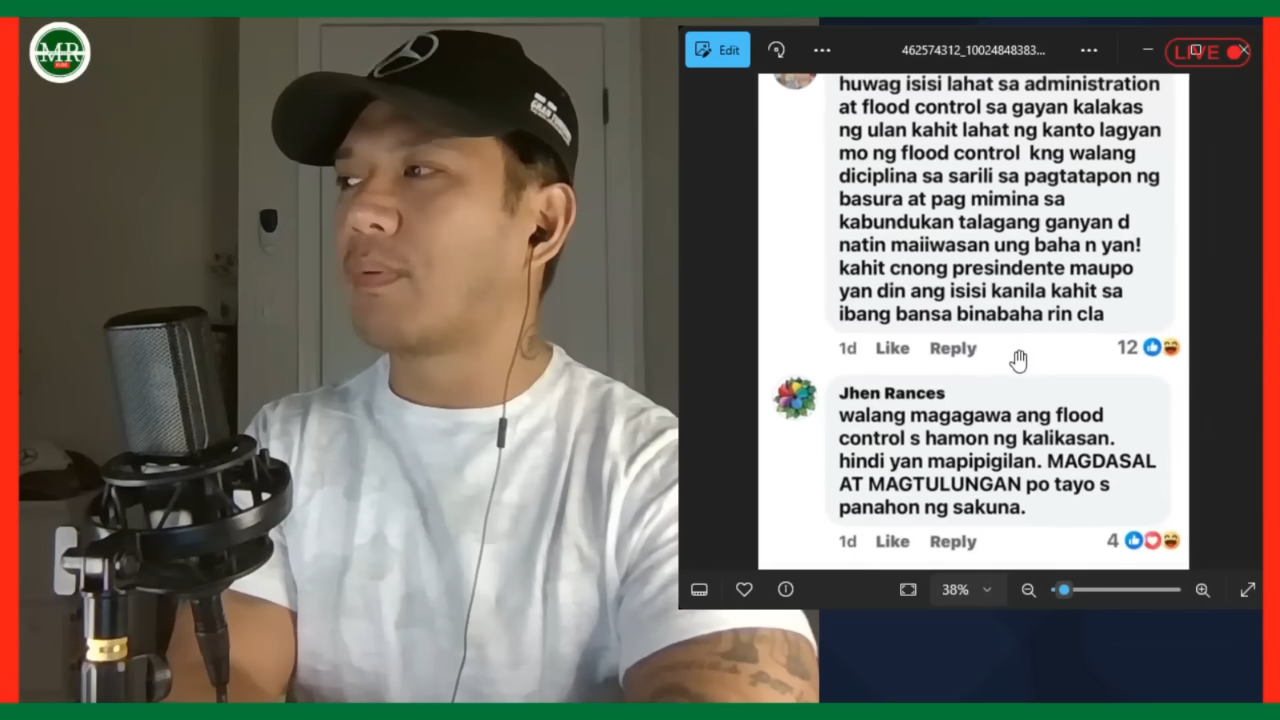 MR
Edit
462574312_10024848383...
LIVE
huwag isisi lahat sa administration
at flood control sa gayan kalakas
ng ulan kahit lahat ng kanto lagyan
mo ng flood control kng walang
diciplina sa sarili sa pagtatapon ng
basura at pag mimina sa
kabundukan talagang ganyan d
natin maiiwasan ung baha n yan!
kahit cnong presindente maupo
yan din ang isisi kanila kahit sa
ibang bansa binabaha rin cla
1d Like Reply 12
Jhen Rances
walang magagawa ang flood
control s hamon ng kalikasan.
hindi yan mapipigilan. MAGDASAL
AT MAGTULUNGAN po tayo s
panahon ng sakuna.
1d Like Reply 4
38%